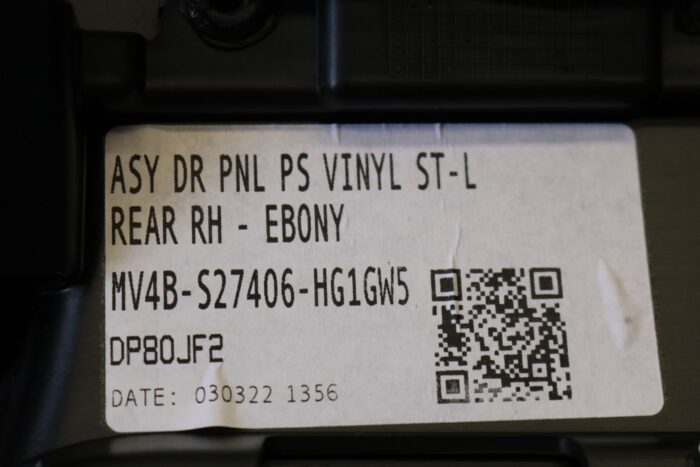 ASY DR PNL PS VINYL ST-L
REAR RH - EBONY
MV4B-S27406-HG1GW5
DP80JF2
DATE: 030322 1356